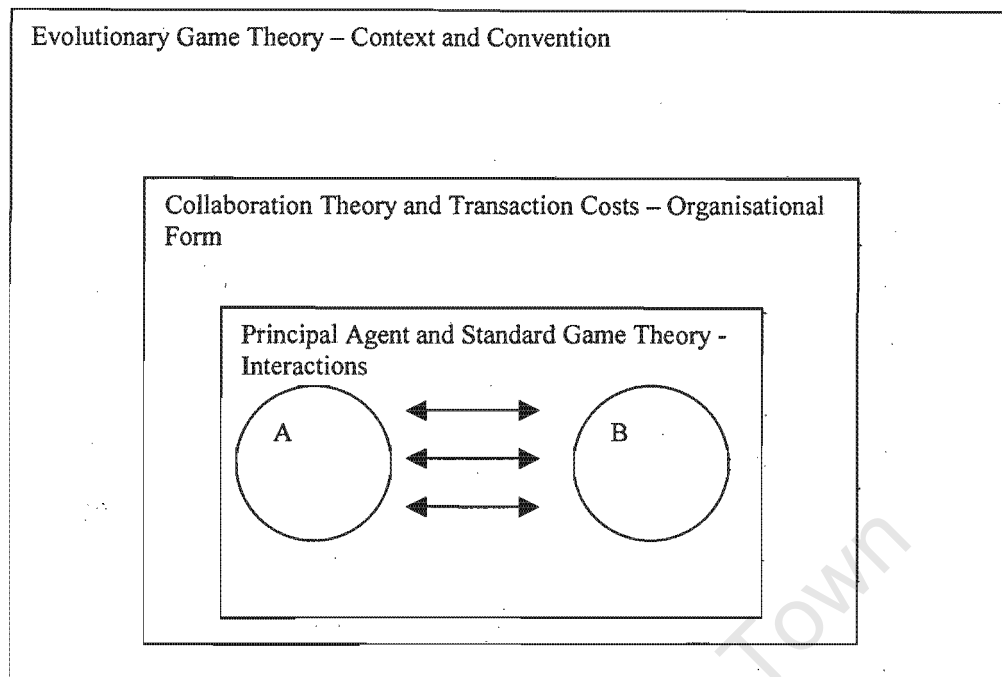 Evolutionary Game Theory – Context and Convention
Collaboration Theory and Transaction Costs – Organisational
Form
Principal Agent and Standard Game Theory -
Interactions
A
B
Town